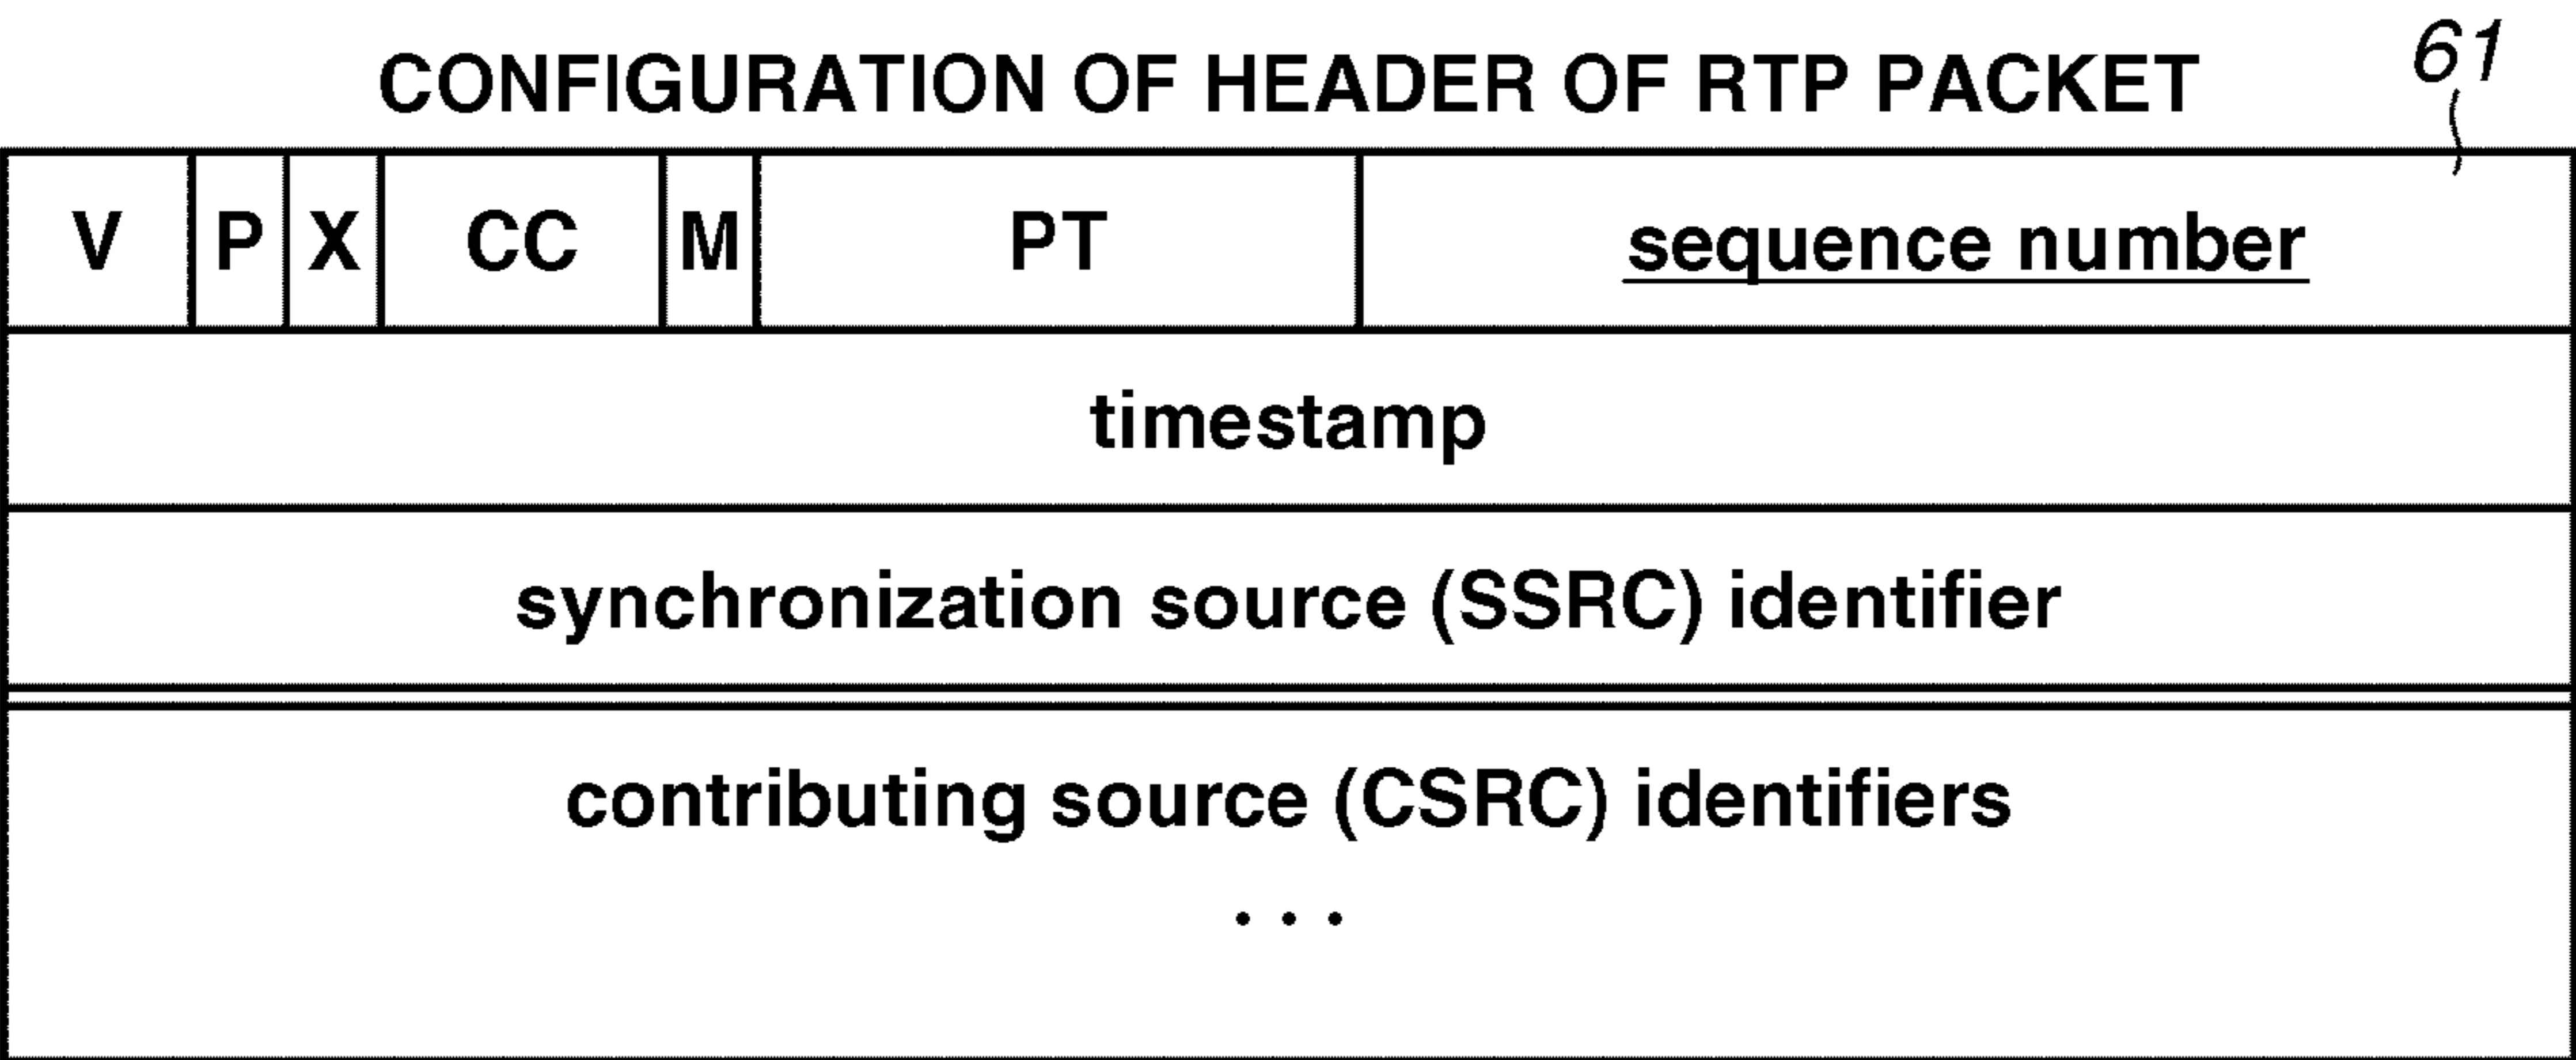 CONFIGURATION OF HEADER OF RTP PACKET 61
V P X CC M PT sequence number
timestamp
synchronization source (SSRC) identifier
contributing source (CSRC) identifiers
...